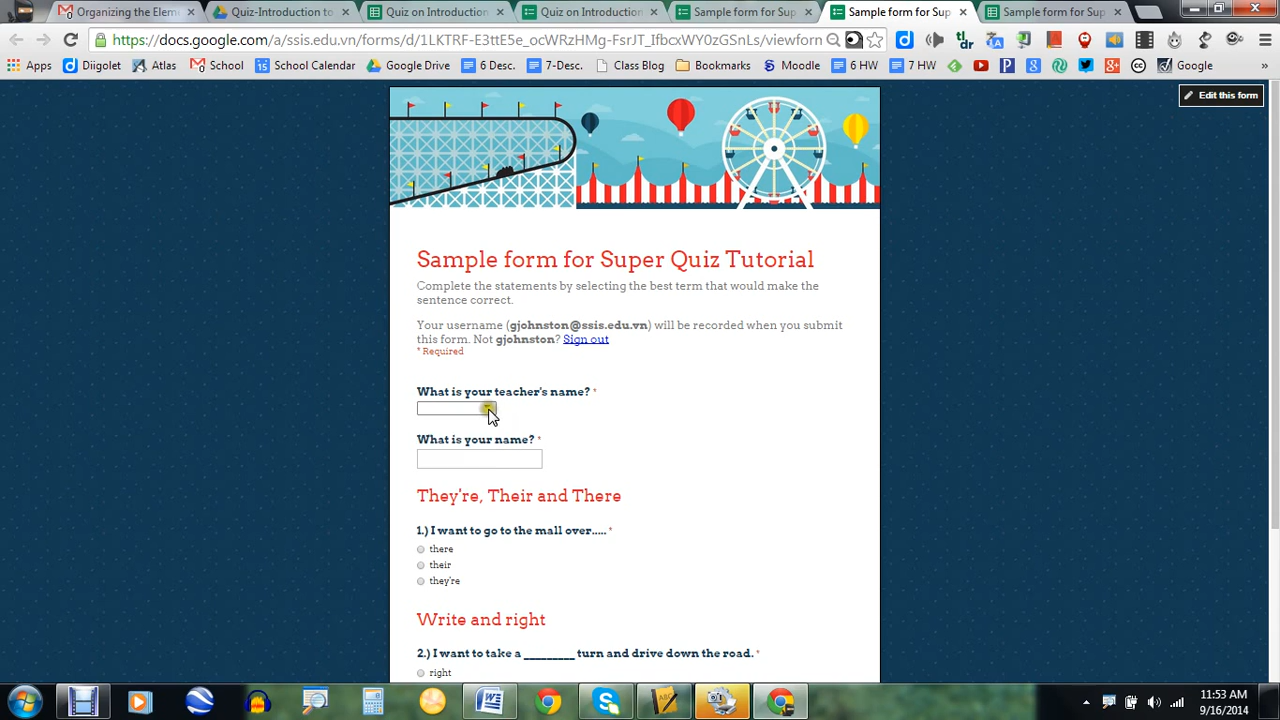 Organizing the Elem
Quiz-Introduction to
Quiz on Introduction
Quiz on Introduction
Sample form for Sup
Sample form for Sup
Sample form for Sup
https://docs.google.com/a/ssis.edu.vn/forms/d/1LKTRF-E3ttE5e_ocWRzHMg-FsrJT_IfbcxWY0zGSnLs/viewform
Apps
Diigolet
Atlas
School
School Calendar
Google Drive
6 Desc.
7-Desc.
Class Blog
Bookmarks
Moodle
6 HW
7 HW
Google
»
Edit this form
Sample form for Super Quiz Tutorial
Complete the statements by selecting the best term that would make the
sentence correct.
Your username (gjohnston@ssis.edu.vn) will be recorded when you submit
this form. Not gjohnston? Sign out
* Required
What is your teacher's name? *
What is your name? *
They're, Their and There
1.) I want to go to the mall over..... *
there
their
they're
Write and right
2.) I want to take a _________ turn and drive down the road. *
right
11:53 AM
9/16/2014